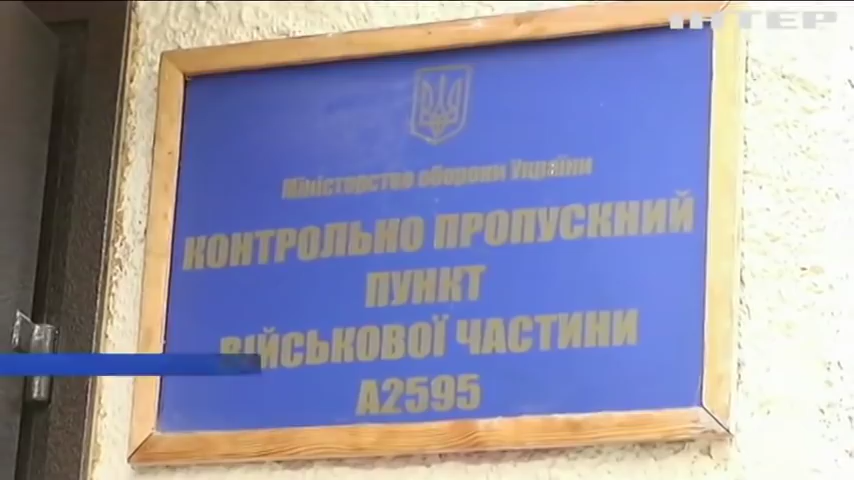 ІНТЕР
Міністерство оборони України
КОНТРОЛЬНО ПРОПУСКНИЙ
ПУНКТ
ВІЙСЬКОВОЇ ЧАСТИНИ
А2595